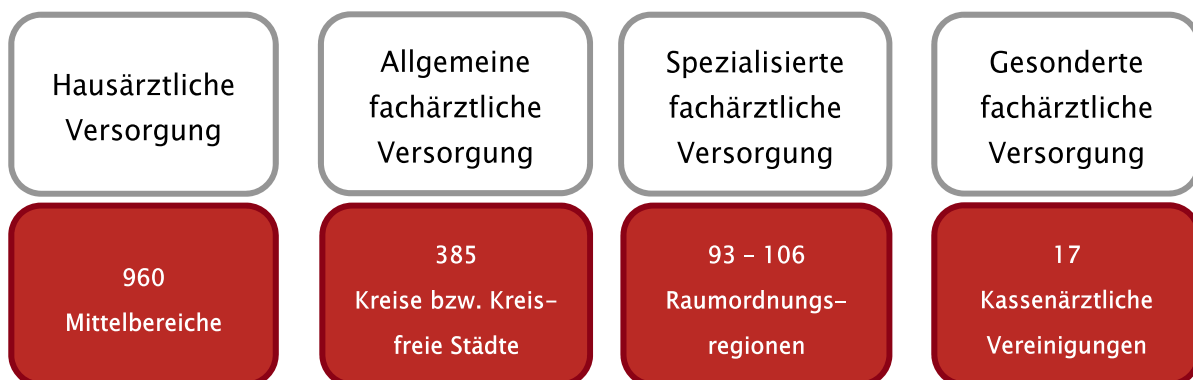 Hausärztliche
Versorgung
Allgemeine
fachärztliche
Versorgung
Spezialisierte
fachärztliche
Versorgung
Gesonderte
fachärztliche
Versorgung
960
Mittelbereiche
385
Kreise bzw. Kreis–
freie Städte
93 – 106
Raumordnungs–
regionen
17
Kassenärztliche
Vereinigungen